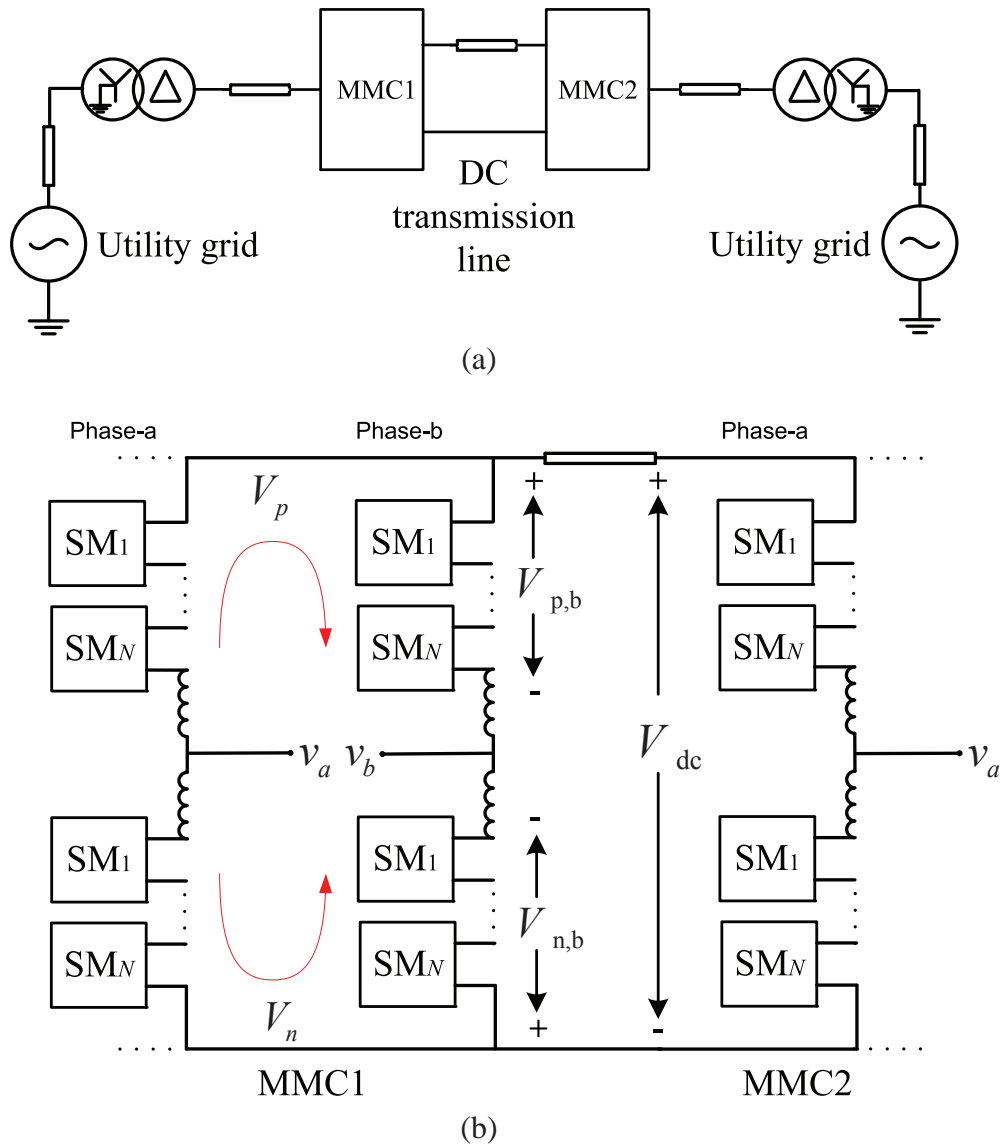 MMC1
MMC2
DC
transmission
line
Utility grid
Utility grid
(a)
Phase-a
Phase-b
Phase-a
V_p
SM1
SM1
SM1
V_p,b
SMN
SMN
SMN
v_a
v_b
V_dc
v_a
SM1
SM1
SM1
V_n,b
SMN
SMN
SMN
V_n
MMC1
MMC2
(b)